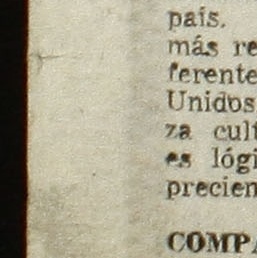 país.
más re
ferente
Unidos
za cult
es lógi
precien
COMPA